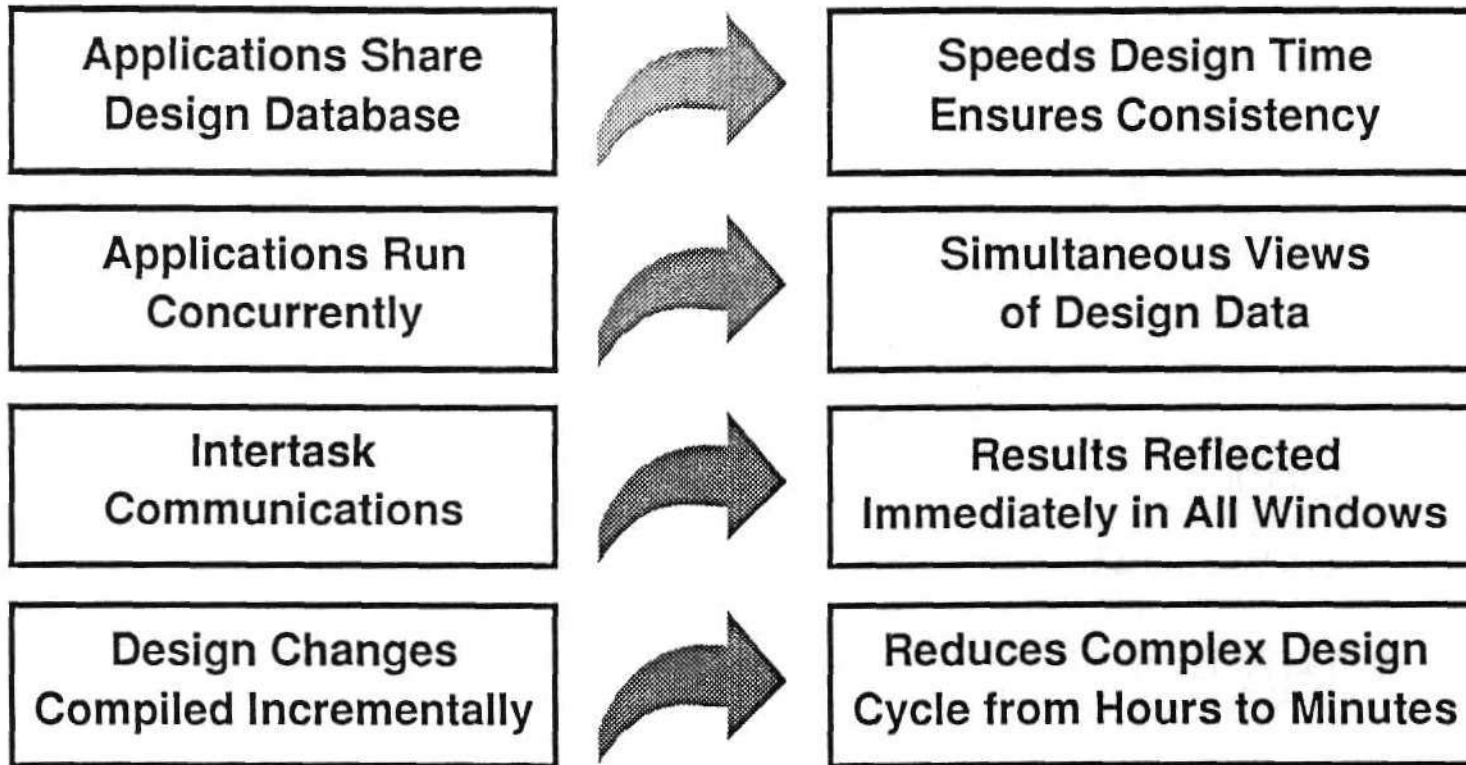 Applications Share
Design Database
Speeds Design Time
Ensures Consistency
Applications Run
Concurrently
Simultaneous Views
of Design Data
Intertask
Communications
Results Reflected
Immediately in All Windows
Design Changes
Compiled Incrementally
Reduces Complex Design
Cycle from Hours to Minutes